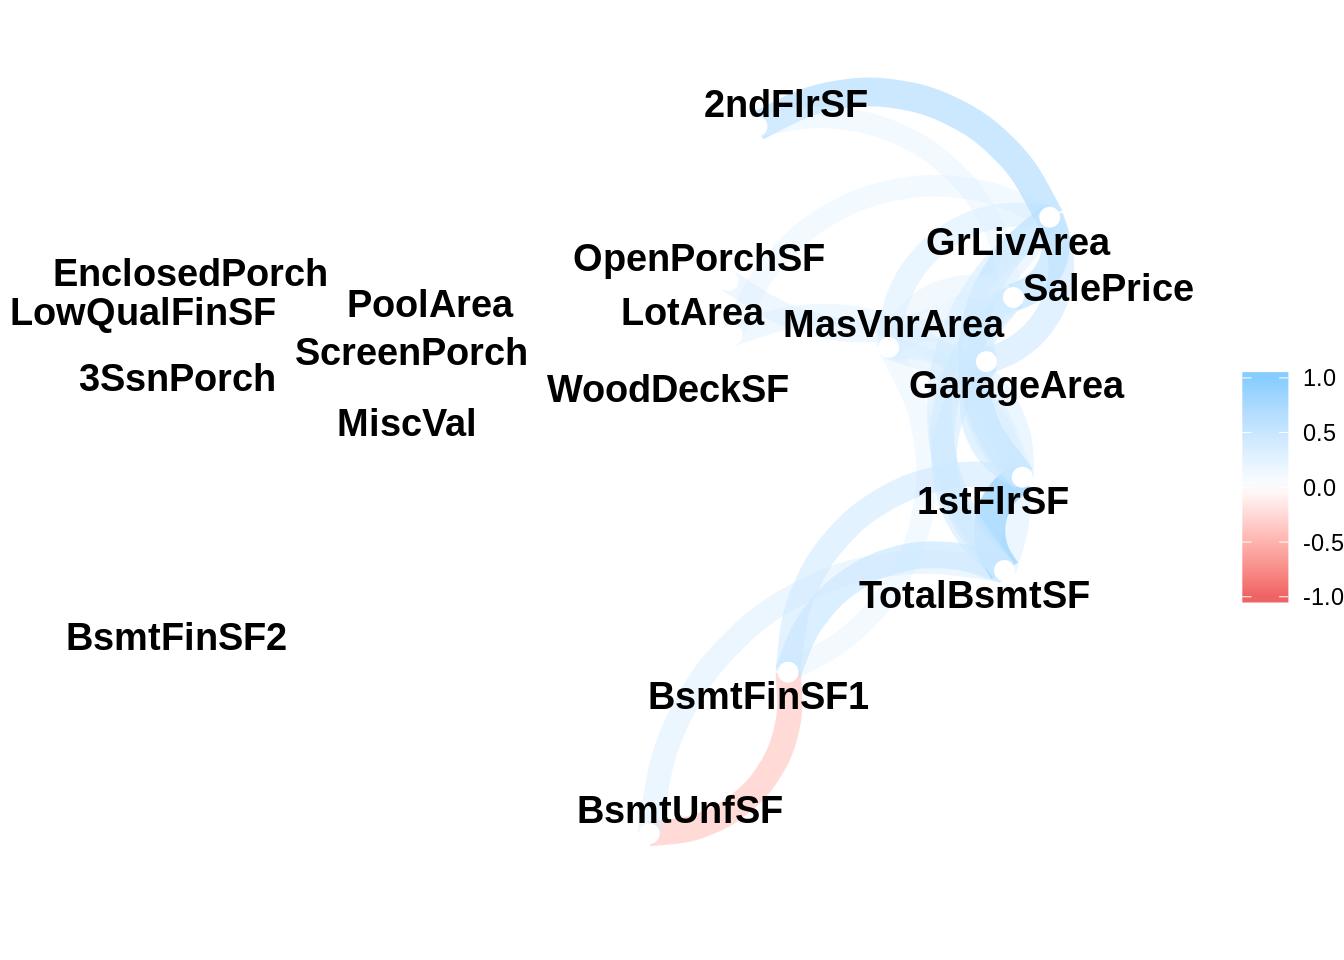 2ndFlrSF
GrLivArea
OpenPorchSF
EnclosedPorch
SalePrice
PoolArea
LowQualFinSF
LotArea
MasVnrArea
ScreenPorch
3SsnPorch
GarageArea
WoodDeckSF
MiscVal
1stFlrSF
TotalBsmtSF
BsmtFinSF2
BsmtFinSF1
BsmtUnfSF
1.0
0.5
0.0
-0.5
-1.0